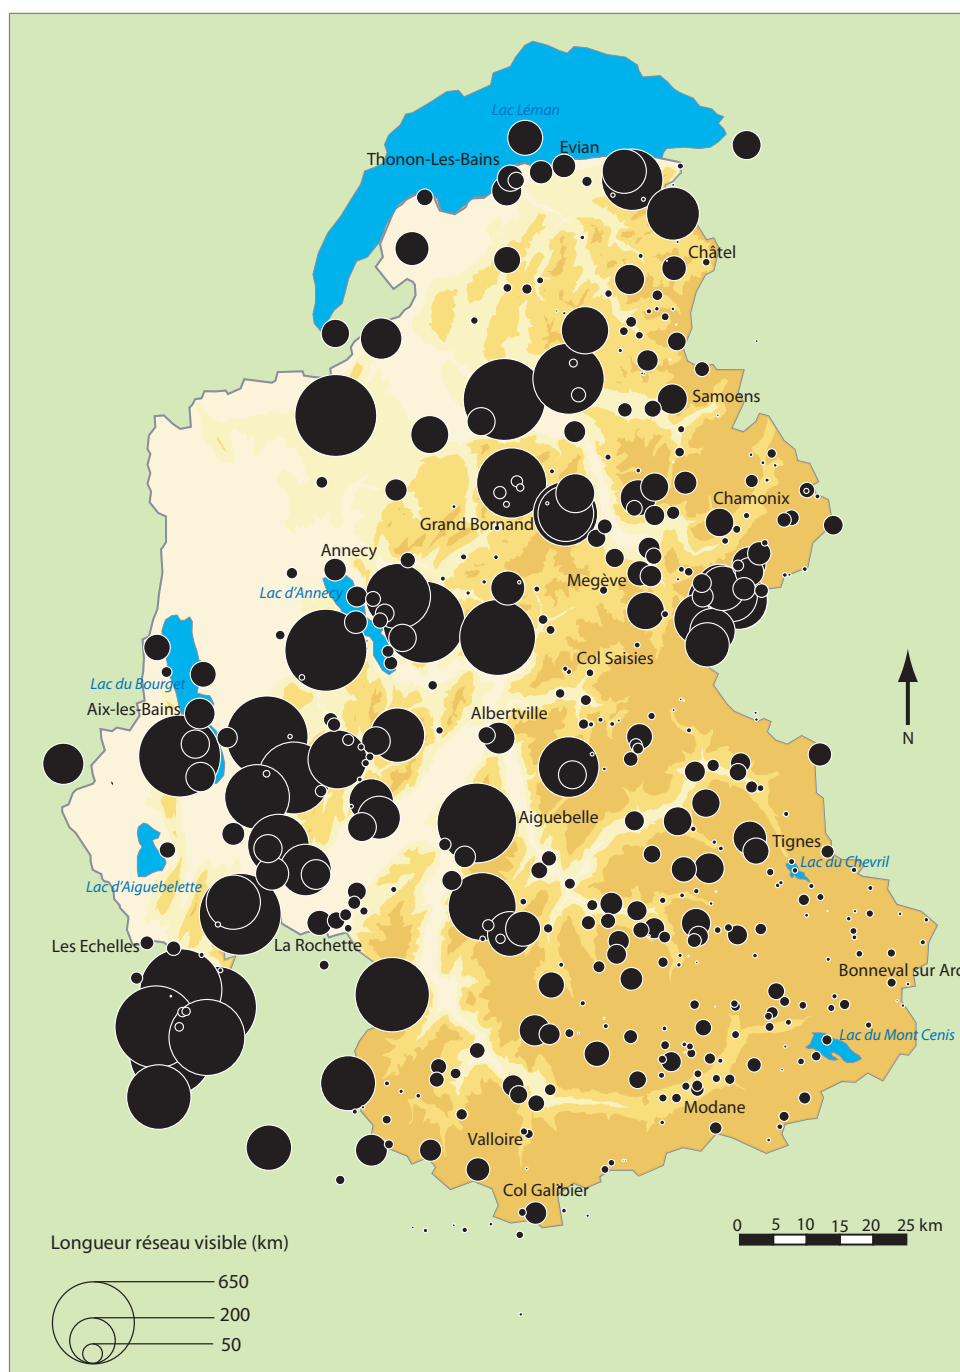 Lac Léman
Evian
Thonon-Les-Bains
Châtel
Samoens
Chamonix
Grand Bornand
Annecy
Megève
Lac d'Annecy
Col Saisies
Lac du Bourget
Aix-les-Bains
Albertville
N
Aiguebelle
Tignes
Lac du Chevril
Lac d'Aiguebelette
Les Echelles
La Rochette
Bonneval sur Arc
Lac du Mont Cenis
Modane
Valloire
Col Galibier
0 5 10 15 20 25 km
Longueur réseau visible (km)
650
200
50